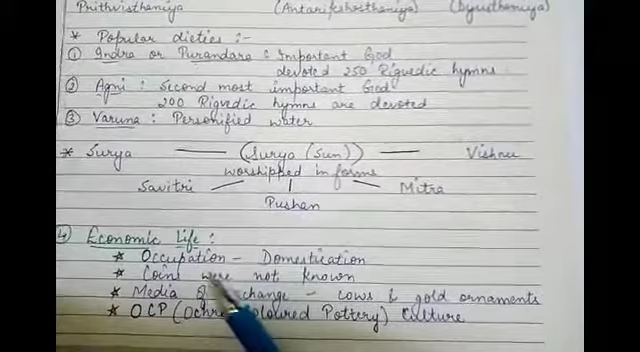 Prithvisthaniya (Antarikshasthaniya) (Dyusthaniya)
* Popular dieties :-
① Indra or Purandara : Important God
devoted 250 Rigvedic hymns
② Agni : Second most important God
200 Rigvedic hymns are devoted
③ Varuna : Personified water
* Surya — (Surya (Sun)) — Vishnu
worshipped in forms
Savitri Mitra
Pushan
④ Economic Life :
* Occupation - Domestication
* Coins were not known
* Media of exchange - cows & gold ornaments
* OCP (Ochre Coloured Pottery) Culture